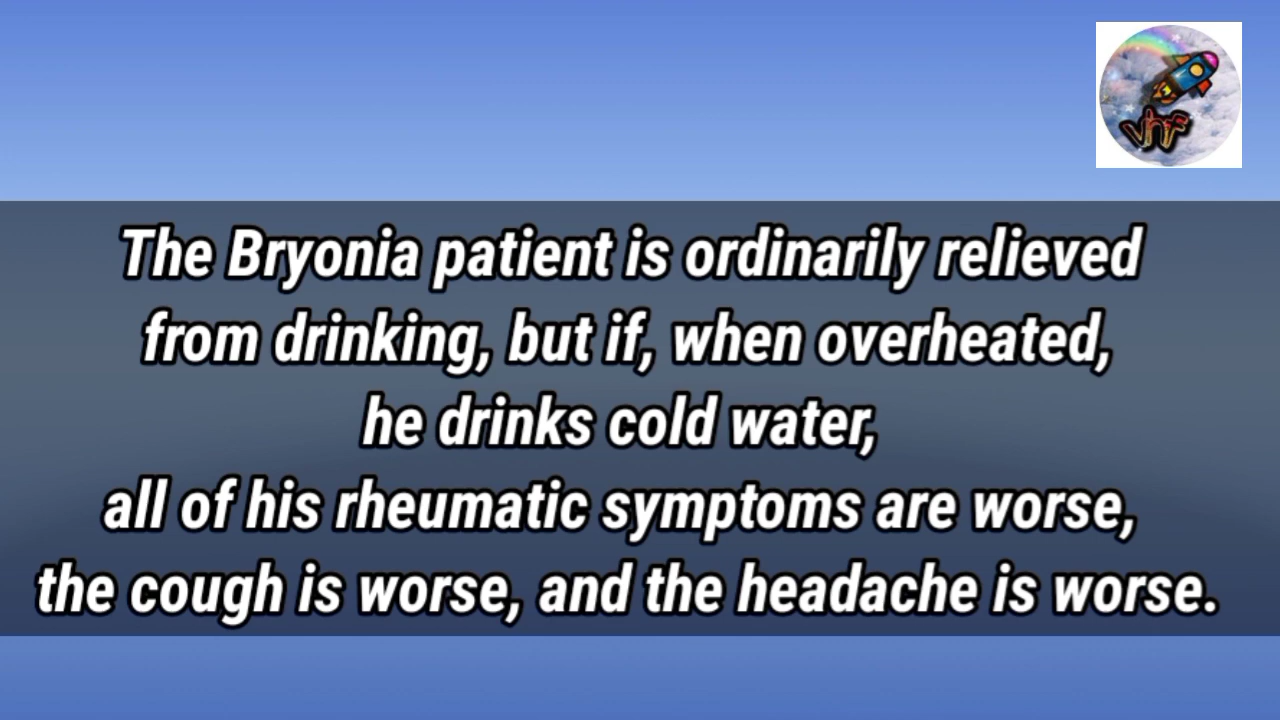 vhf
The Bryonia patient is ordinarily relieved
from drinking, but if, when overheated,
he drinks cold water,
all of his rheumatic symptoms are worse,
the cough is worse, and the headache is worse.